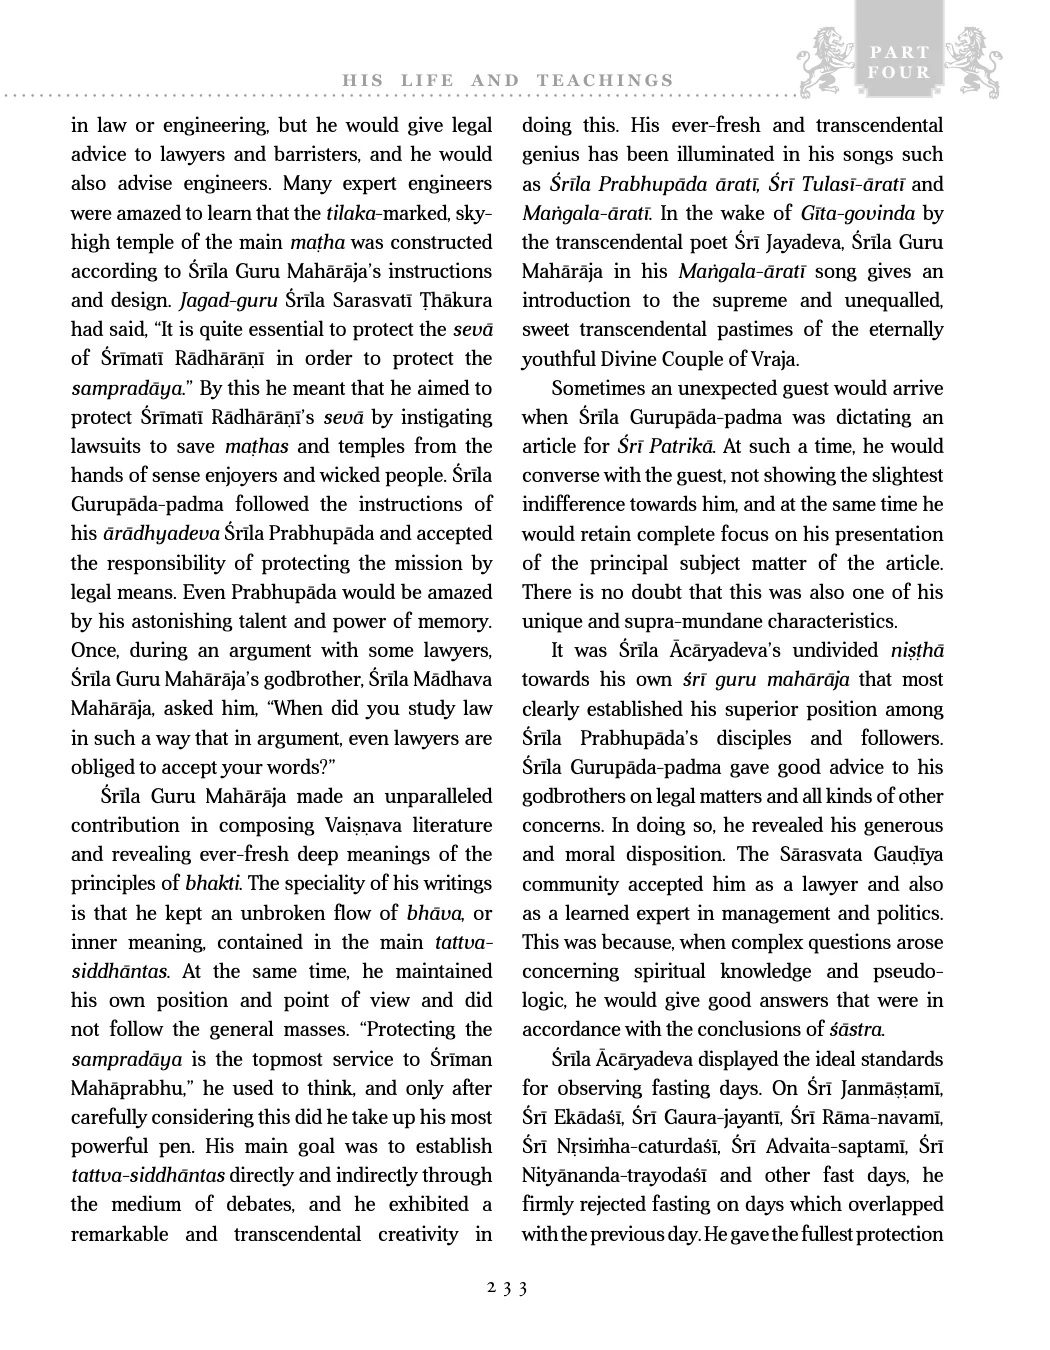 HIS LIFE AND TEACHINGS
PART
FOUR
in law or engineering, but he would give legal
advice to lawyers and barristers, and he would
also advise engineers. Many expert engineers
were amazed to learn that the tilaka-marked, sky-
high temple of the main maṭha was constructed
according to Śrīla Guru Mahārāja’s instructions
and design. Jagad-guru Śrīla Sarasvatī Ṭhākura
had said, “It is quite essential to protect the sevā
of Śrīmatī Rādhārāṇī in order to protect the
sampradāya.” By this he meant that he aimed to
protect Śrīmatī Rādhārāṇī’s sevā by instigating
lawsuits to save maṭhas and temples from the
hands of sense enjoyers and wicked people. Śrīla
Gurupāda-padma followed the instructions of
his ārādhyadeva Śrīla Prabhupāda and accepted
the responsibility of protecting the mission by
legal means. Even Prabhupāda would be amazed
by his astonishing talent and power of memory.
Once, during an argument with some lawyers,
Śrīla Guru Mahārāja’s godbrother, Śrīla Mādhava
Mahārāja, asked him, “When did you study law
in such a way that in argument, even lawyers are
obliged to accept your words?”
Śrīla Guru Mahārāja made an unparalleled
contribution in composing Vaiṣṇava literature
and revealing ever-fresh deep meanings of the
principles of bhakti. The speciality of his writings
is that he kept an unbroken flow of bhāva, or
inner meaning, contained in the main tattva-
siddhāntas. At the same time, he maintained
his own position and point of view and did
not follow the general masses. “Protecting the
sampradāya is the topmost service to Śrīman
Mahāprabhu,” he used to think, and only after
carefully considering this did he take up his most
powerful pen. His main goal was to establish
tattva-siddhāntas directly and indirectly through
the medium of debates, and he exhibited a
remarkable and transcendental creativity in
doing this. His ever-fresh and transcendental
genius has been illuminated in his songs such
as Śrīla Prabhupāda āratī, Śrī Tulasī-āratī and
Maṅgala-āratī. In the wake of Gīta-govinda by
the transcendental poet Śrī Jayadeva, Śrīla Guru
Mahārāja in his Maṅgala-āratī song gives an
introduction to the supreme and unequalled,
sweet transcendental pastimes of the eternally
youthful Divine Couple of Vraja.
Sometimes an unexpected guest would arrive
when Śrīla Gurupāda-padma was dictating an
article for Śrī Patrikā. At such a time, he would
converse with the guest, not showing the slightest
indifference towards him, and at the same time he
would retain complete focus on his presentation
of the principal subject matter of the article.
There is no doubt that this was also one of his
unique and supra-mundane characteristics.
It was Śrīla Ācāryadeva’s undivided niṣṭhā
towards his own śrī guru mahārāja that most
clearly established his superior position among
Śrīla Prabhupāda’s disciples and followers.
Śrīla Gurupāda-padma gave good advice to his
godbrothers on legal matters and all kinds of other
concerns. In doing so, he revealed his generous
and moral disposition. The Sārasvata Gauḍīya
community accepted him as a lawyer and also
as a learned expert in management and politics.
This was because, when complex questions arose
concerning spiritual knowledge and pseudo-
logic, he would give good answers that were in
accordance with the conclusions of śāstra.
Śrīla Ācāryadeva displayed the ideal standards
for observing fasting days. On Śrī Janmāṣṭamī,
Śrī Ekādaśī, Śrī Gaura-jayantī, Śrī Rāma-navamī,
Śrī Nṛsiṁha-caturdaśī, Śrī Advaita-saptamī, Śrī
Nityānanda-trayodaśī and other fast days, he
firmly rejected fasting on days which overlapped
with the previous day. He gave the fullest protection
233